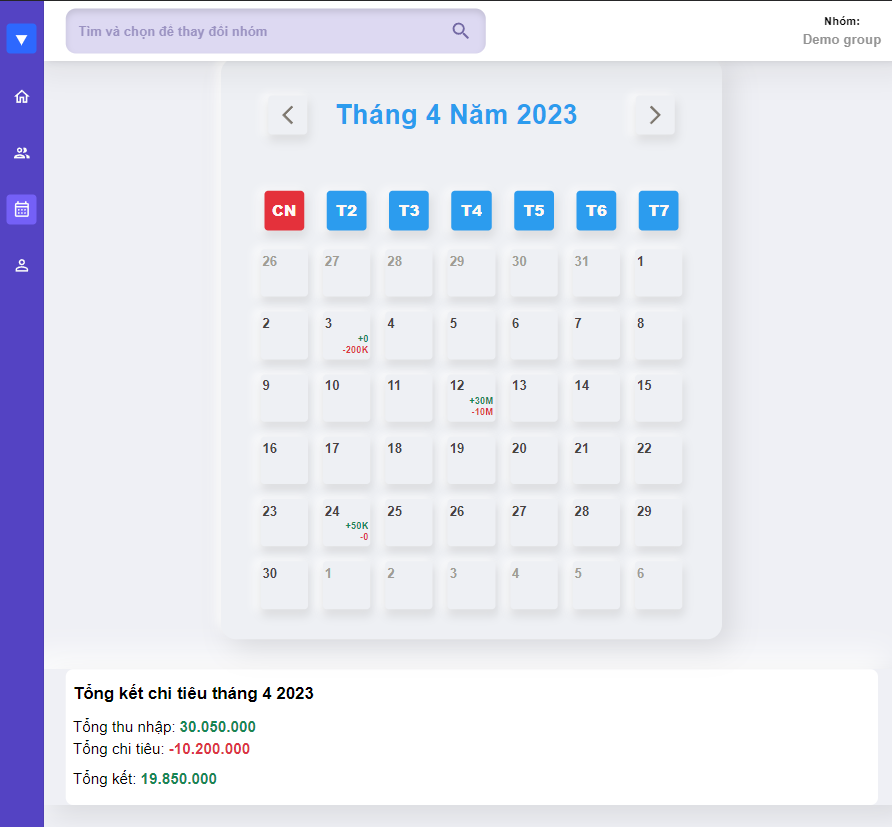 Tìm và chọn để thay đổi nhóm
Nhóm:
Demo group
Tháng 4 Năm 2023
CN T2 T3 T4 T5 T6 T7
26 27 28 29 30 31 1
2 3 4 5 6 7 8
+0
-200K
9 10 11 12 13 14 15
+30M
-10M
16 17 18 19 20 21 22
23 24 25 26 27 28 29
+50K
-0
30 1 2 3 4 5 6
Tổng kết chi tiêu tháng 4 2023
Tổng thu nhập: 30.050.000
Tổng chi tiêu: -10.200.000
Tổng kết: 19.850.000